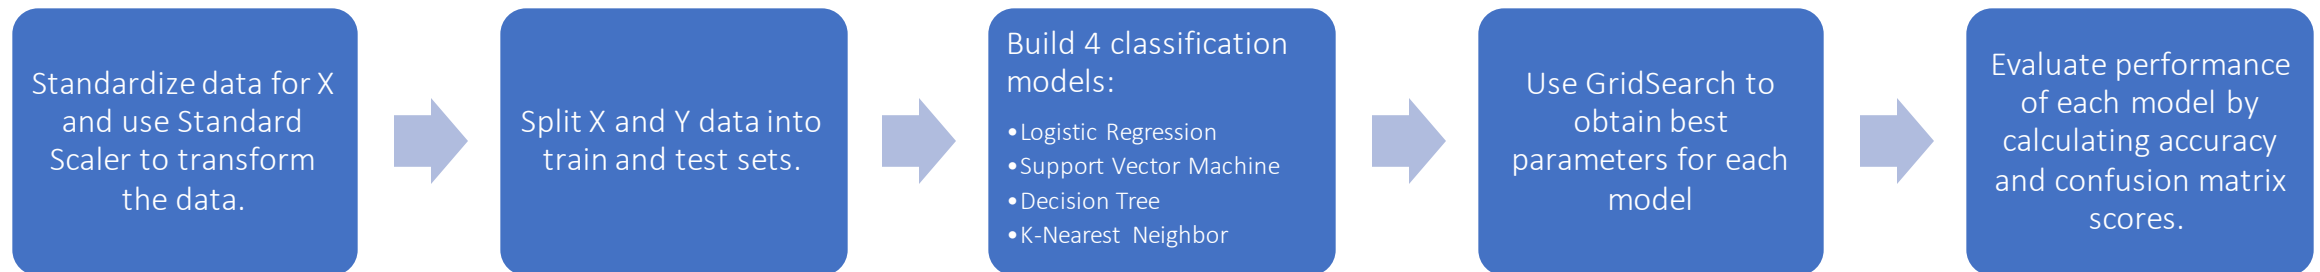 Standardize data for X
and use Standard
Scaler to transform
the data.
Split X and Y data into
train and test sets.
Build 4 classification
models:
•Logistic Regression
•Support Vector Machine
•Decision Tree
•K-Nearest Neighbor
Use GridSearch to
obtain best
parameters for each
model
Evaluate performance
of each model by
calculating accuracy
and confusion matrix
scores.